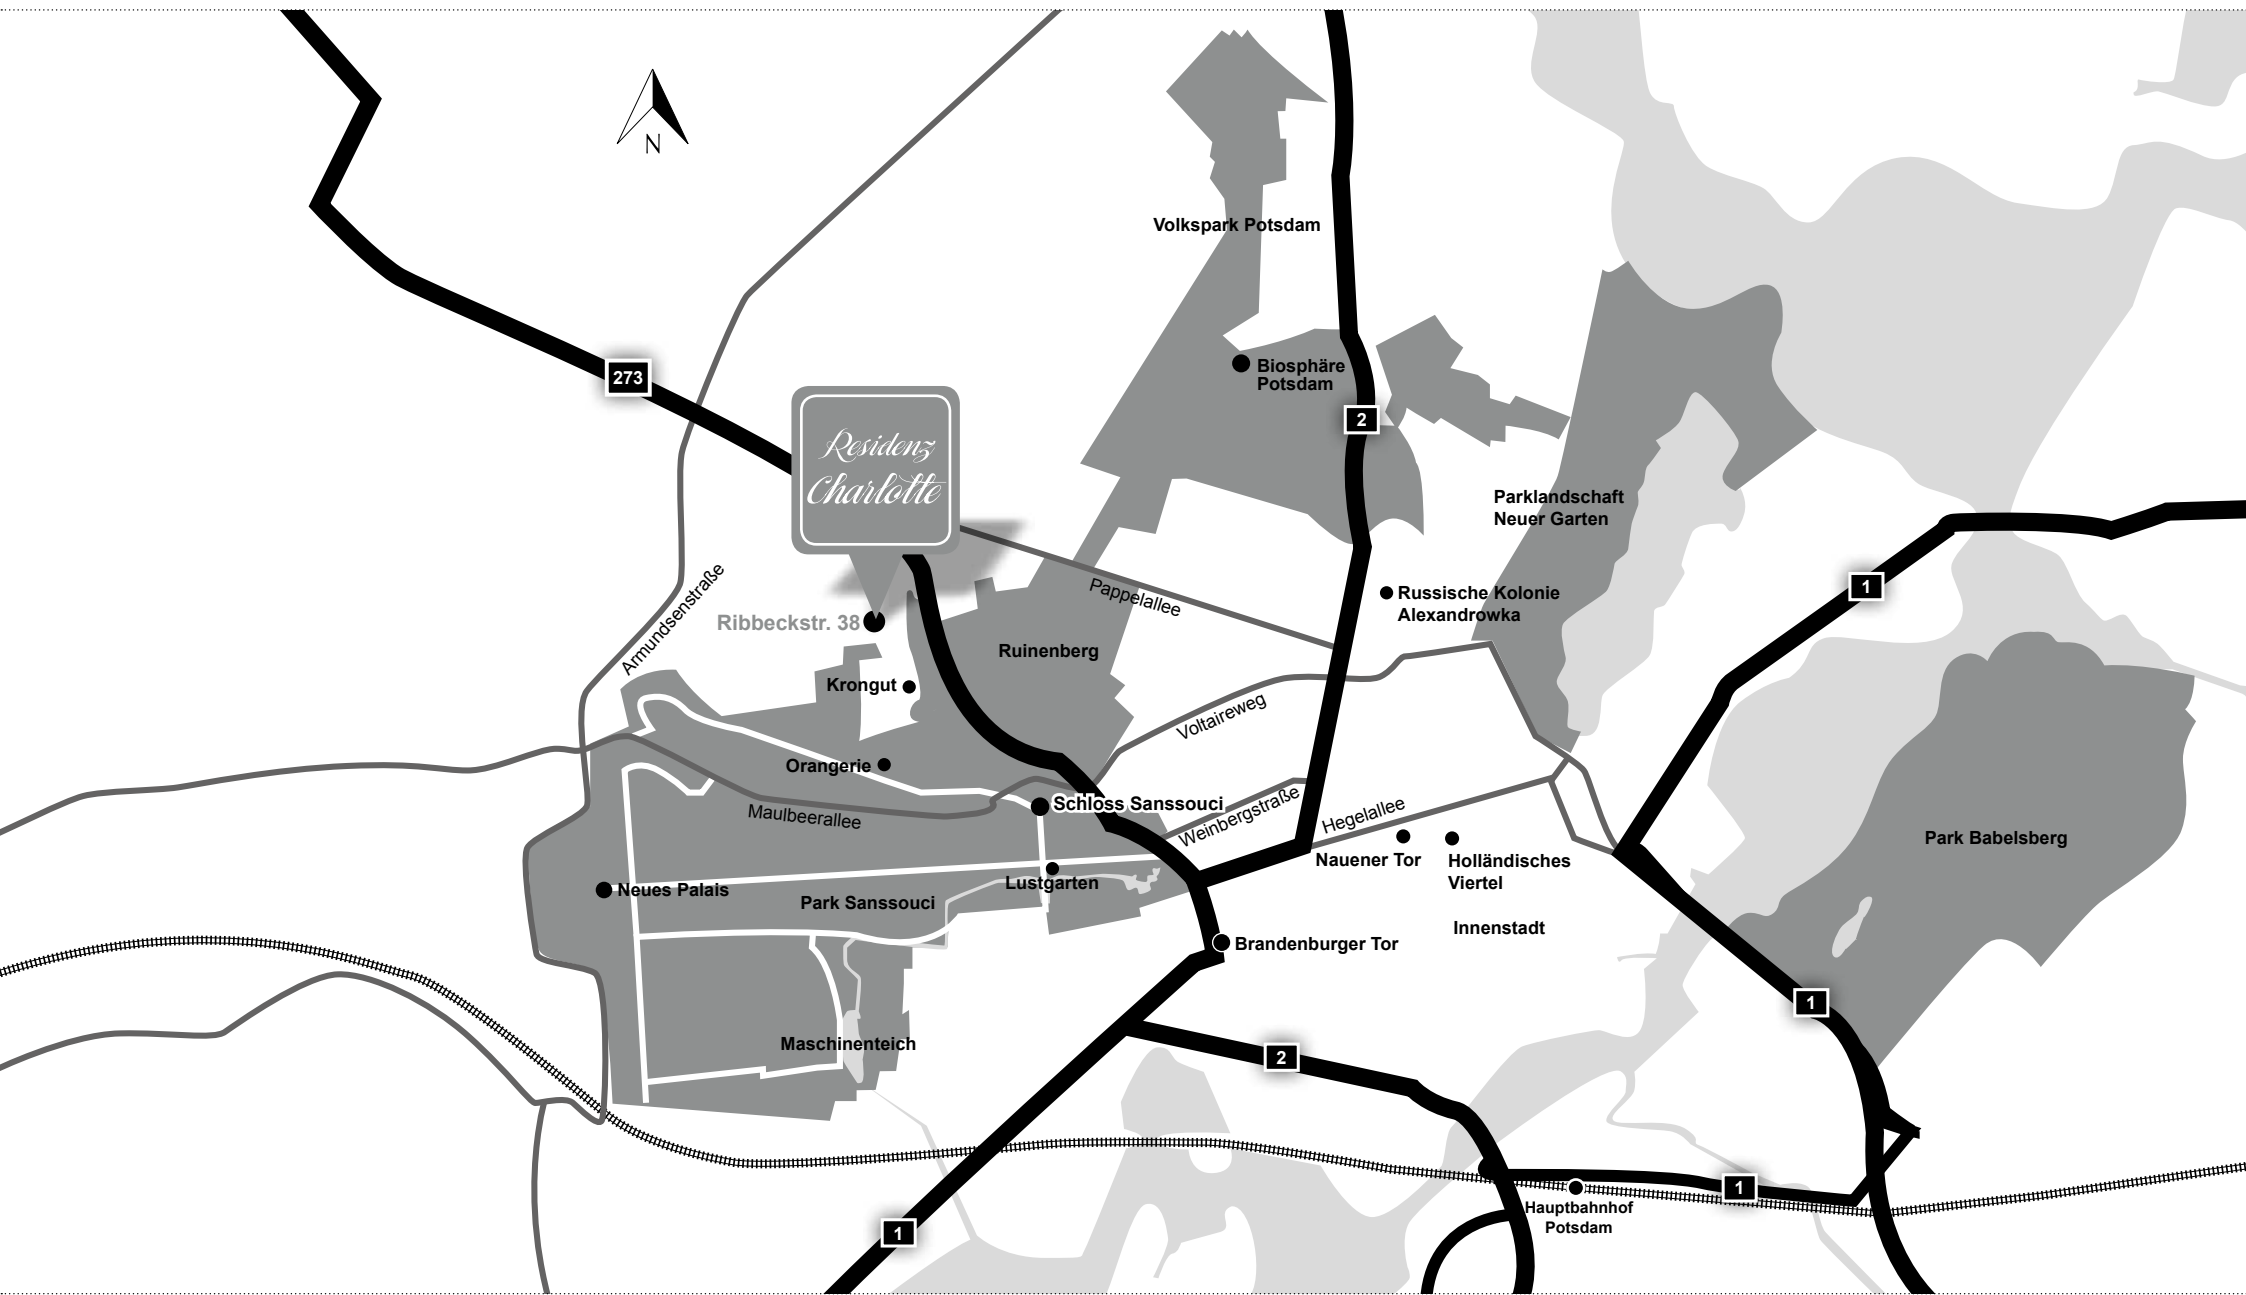 N
Volkspark Potsdam
273
Biosphäre
Potsdam
2
Residenz
Charlotte
Parklandschaft
Neuer Garten
Armundsenstraße
Pappelallee
Russische Kolonie
Alexandrowka
1
Ribbeckstr. 38
Ruinenberg
Krongut
Voltaireweg
Orangerie
Schloss Sanssouci
Maulbeerallee
Weinbergstraße
Hegelallee
Nauener Tor
Holländisches
Viertel
Park Babelsberg
Neues Palais
Lustgarten
Park Sanssouci
Innenstadt
Brandenburger Tor
1
Maschinenteich
2
1
Hauptbahnhof
Potsdam
1